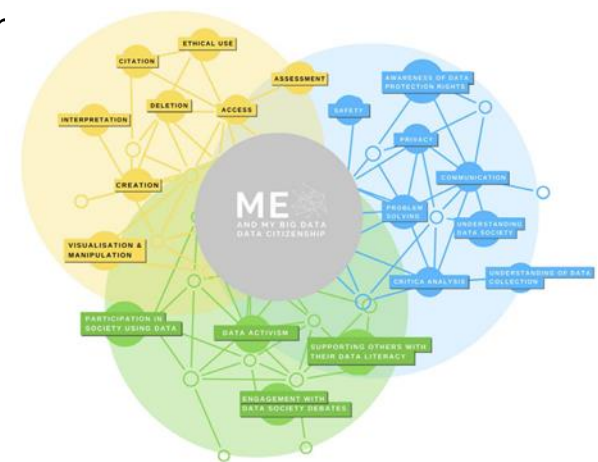 r
ETHICAL USE
CITATION
ASSESSMENT
DELETION
ACCESS
INTERPRETATION
CREATION
VISUALISATION &
MANIPULATION
AWARENESS OF DATA
PROTECTION RIGHTS
SAFETY
PRIVACY
COMMUNICATION
PROBLEM
SOLVING
UNDERSTANDING
DATA SOCIETY
CRITICA ANALYSIS
UNDERSTANDING OF DATA
COLLECTION
ME
AND MY BIG DATA
DATA CITIZENSHIP
PARTICIPATION IN
SOCIETY USING DATA
DATA ACTIVISM
SUPPORTING OTHERS WITH
THEIR DATA LITERACY
ENGAGEMENT WITH
DATA SOCIETY DEBATES